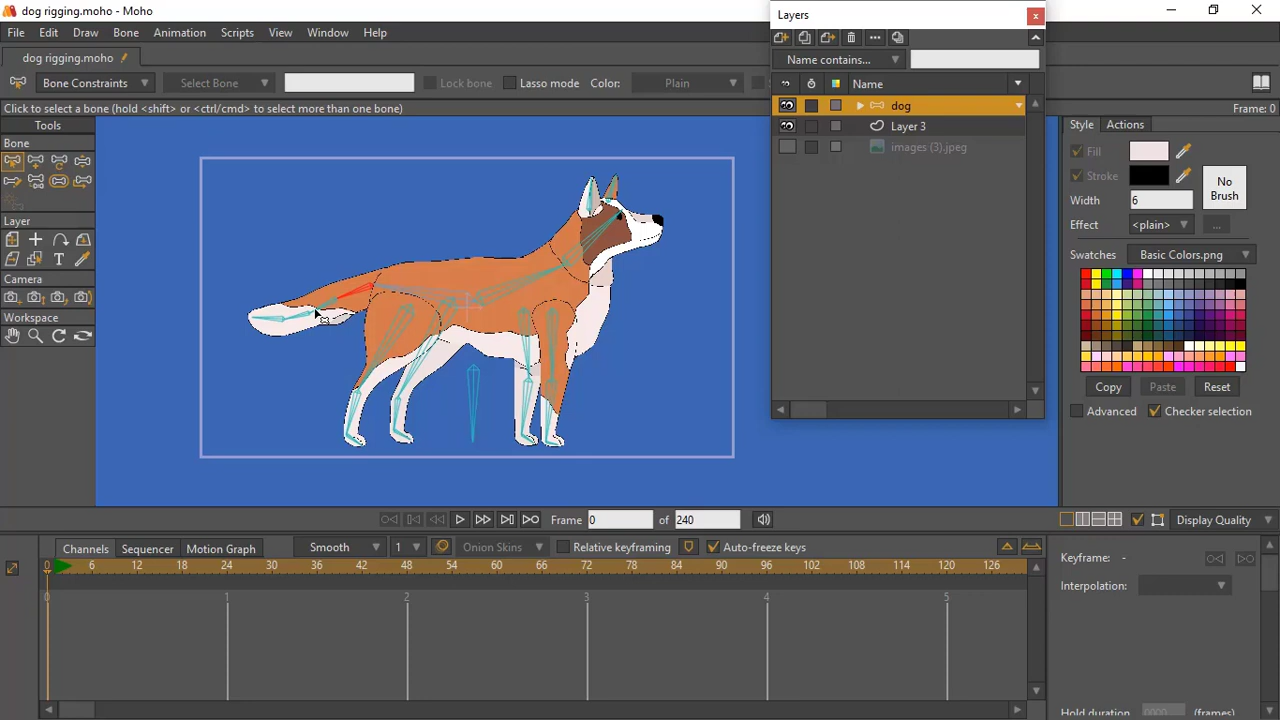 dog rigging.moho - Moho
File Edit Draw Bone Animation Scripts View Window Help
dog rigging.moho
Bone Constraints Select Bone Lock bone Lasso mode Color: Plain
Click to select a bone (hold <shift> or <ctrl/cmd> to select more than one bone)
Frame: 0
Tools
Bone
Layer
Camera
Workspace
Layers
x
Name contains...
Name
dog
Layer 3
images (3).jpeg
Style Actions
Fill
Stroke
No
Brush
Width 6
Effect <plain> ...
Swatches Basic Colors.png
Copy Paste Reset
Advanced Checker selection
Frame 0 of 240
Display Quality
Channels Sequencer Motion Graph Smooth 1 Onion Skins Relative keyframing Auto-freeze keys
0 6 12 18 24 30 36 42 48 54 60 66 72 78 84 90 96 102 108 114 120 126
0 1 2 3 4 5
Keyframe: -
Interpolation:
Hold duration (frames)